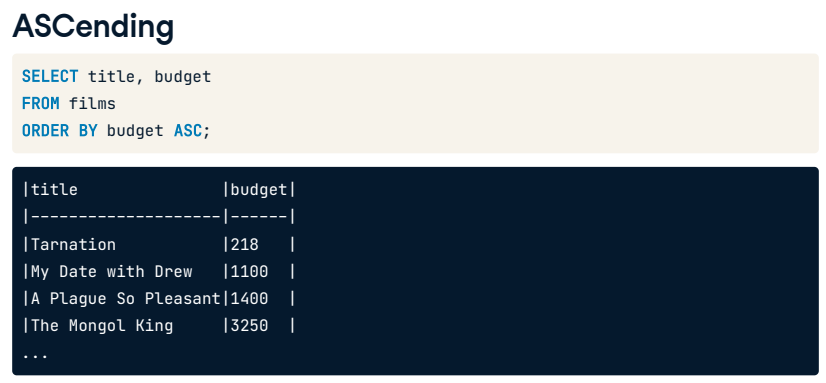 ASCending
SELECT title, budget
FROM films
ORDER BY budget ASC;
|title               |budget|
|--------------------|------|
|Tarnation           |218   |
|My Date with Drew   |1100  |
|A Plague So Pleasant|1400  |
|The Mongol King     |3250  |
...